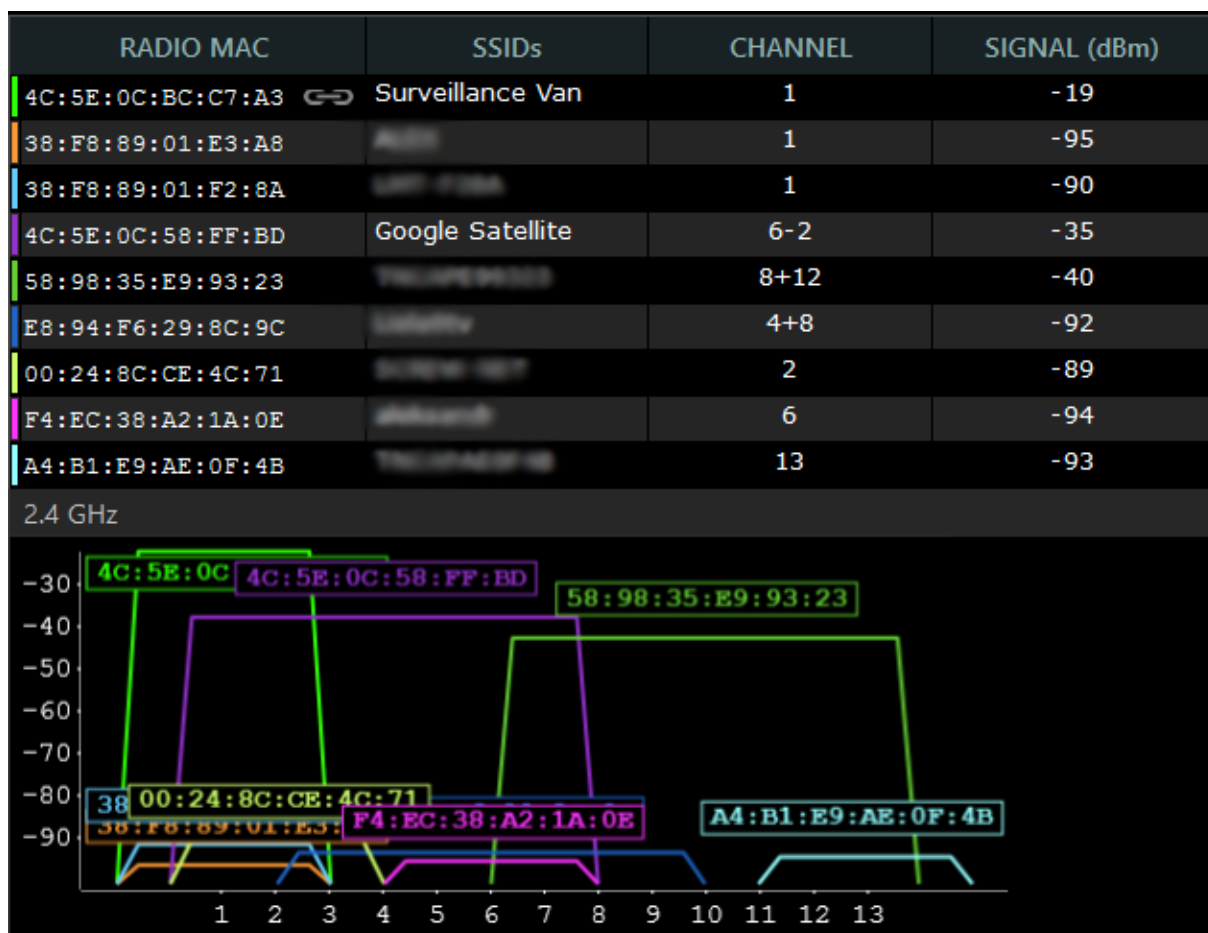 RADIO MAC SSIDs CHANNEL SIGNAL (dBm)
4C:5E:0C:BC:C7:A3 Surveillance Van 1 -19
38:F8:89:01:E3:A8 1 -95
38:F8:89:01:F2:8A 1 -90
4C:5E:0C:58:FF:BD Google Satellite 6-2 -35
58:98:35:E9:93:23 8+12 -40
E8:94:F6:29:8C:9C 4+8 -92
00:24:8C:CE:4C:71 2 -89
F4:EC:38:A2:1A:0E 6 -94
A4:B1:E9:AE:0F:4B 13 -93
2.4 GHz
-30 4C:5E:0C 4C:5E:0C:58:FF:BD
58:98:35:E9:93:23
-40
-50
-60
-70
-80 38 00:24:8C:CE:4C:71
38:F8:89:01:E3: F4:EC:38:A2:1A:0E A4:B1:E9:AE:0F:4B
-90
1 2 3 4 5 6 7 8 9 10 11 12 13